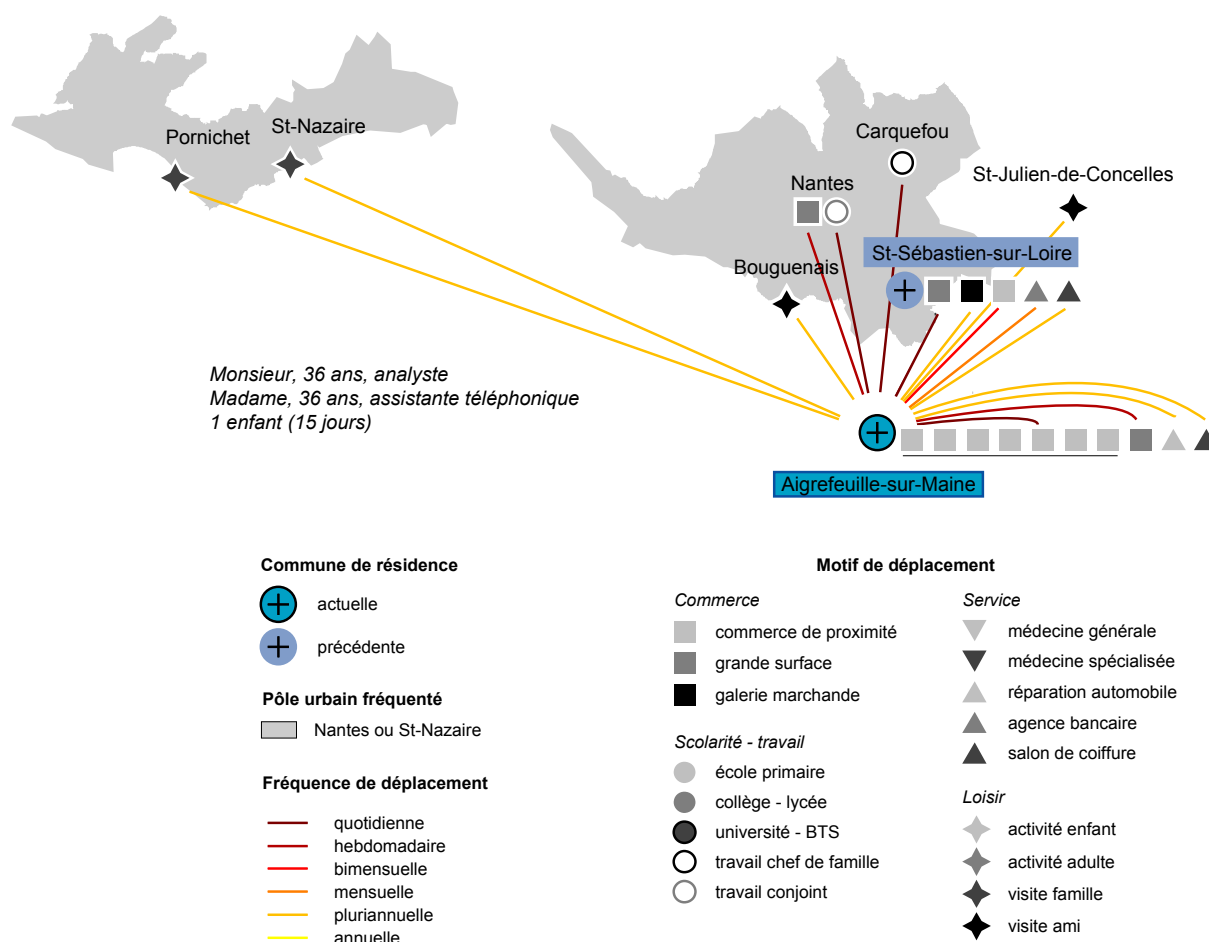 Pornichet
St-Nazaire
Carquefou
Nantes
St-Julien-de-Concelles
St-Sébastien-sur-Loire
Bouguenais
Monsieur, 36 ans, analyste
Madame, 36 ans, assistante téléphonique
1 enfant (15 jours)
Aigrefeuille-sur-Maine
Commune de résidence
actuelle
précédente
Pôle urbain fréquenté
Nantes ou St-Nazaire
Fréquence de déplacement
quotidienne
hebdomadaire
bimensuelle
mensuelle
pluriannuelle
annuelle
Motif de déplacement
Commerce
commerce de proximité
grande surface
galerie marchande
Scolarité - travail
école primaire
collège - lycée
université - BTS
travail chef de famille
travail conjoint
Service
médecine générale
médecine spécialisée
réparation automobile
agence bancaire
salon de coiffure
Loisir
activité enfant
activité adulte
visite famille
visite ami